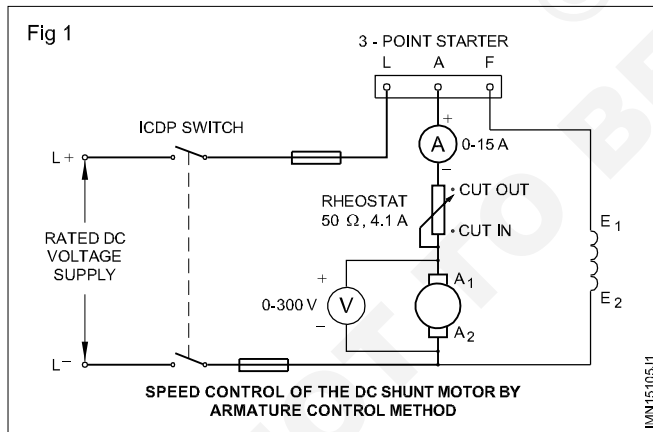 Fig 1
3 - POINT STARTER
L A F
ICDP SWITCH
+
A 0-15 A
−
L+
RHEOSTAT
50 Ω, 4.1 A
CUT OUT
CUT IN
E1
RATED DC
VOLTAGE
SUPPLY
+
0-300 V V
−
A1
A2
E2
L−
SPEED CONTROL OF THE DC SHUNT MOTOR BY
ARMATURE CONTROL METHOD